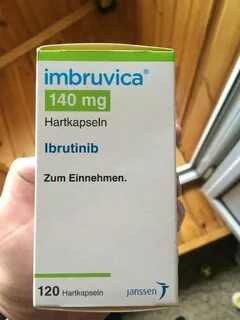 imbruvica®
140 mg
Hartkapseln
Ibrutinib
Zum Einnehmen.
120 Hartkapseln
janssen